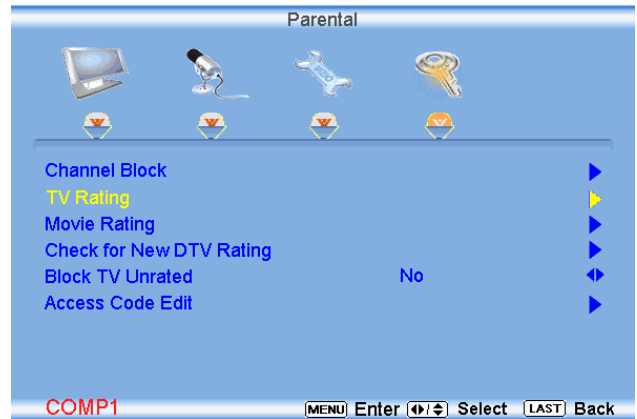 Parental
VIZIO
Channel Block
TV Rating
Movie Rating
Check for New DTV Rating
Block TV Unrated No
Access Code Edit
COMP1 MENU Enter Select LAST Back